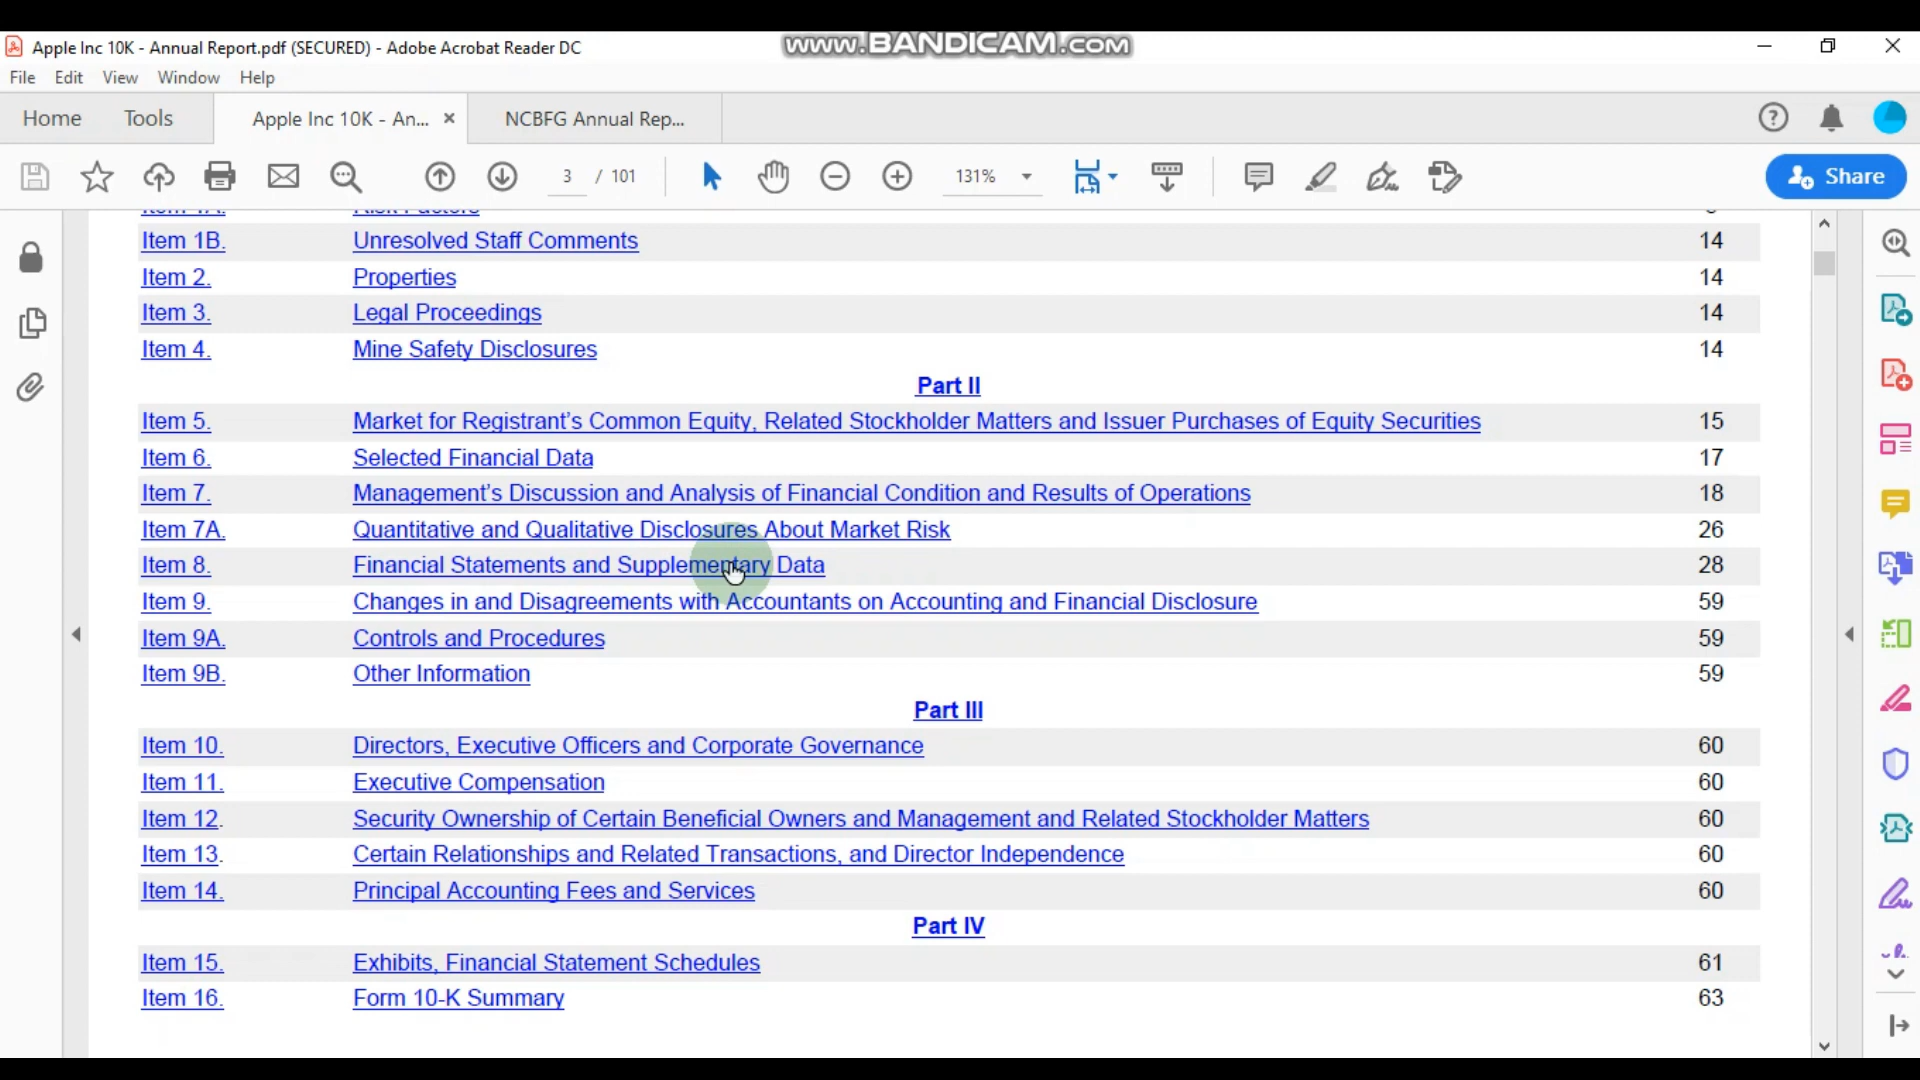 Apple Inc 10K - Annual Report.pdf (SECURED) - Adobe Acrobat Reader DC
www.BANDICAM.com
File Edit View Window Help
Home Tools Apple Inc 10K - An... NCBFG Annual Rep...
3 / 101 131% Share
Item 1A. Risk Factors
Item 1B. Unresolved Staff Comments 14
Item 2. Properties 14
Item 3. Legal Proceedings 14
Item 4. Mine Safety Disclosures 14
Part II
Item 5. Market for Registrant's Common Equity, Related Stockholder Matters and Issuer Purchases of Equity Securities 15
Item 6. Selected Financial Data 17
Item 7. Management's Discussion and Analysis of Financial Condition and Results of Operations 18
Item 7A. Quantitative and Qualitative Disclosures About Market Risk 26
Item 8. Financial Statements and Supplementary Data 28
Item 9. Changes in and Disagreements with Accountants on Accounting and Financial Disclosure 59
Item 9A. Controls and Procedures 59
Item 9B. Other Information 59
Part III
Item 10. Directors, Executive Officers and Corporate Governance 60
Item 11. Executive Compensation 60
Item 12. Security Ownership of Certain Beneficial Owners and Management and Related Stockholder Matters 60
Item 13. Certain Relationships and Related Transactions, and Director Independence 60
Item 14. Principal Accounting Fees and Services 60
Part IV
Item 15. Exhibits, Financial Statement Schedules 61
Item 16. Form 10-K Summary 63